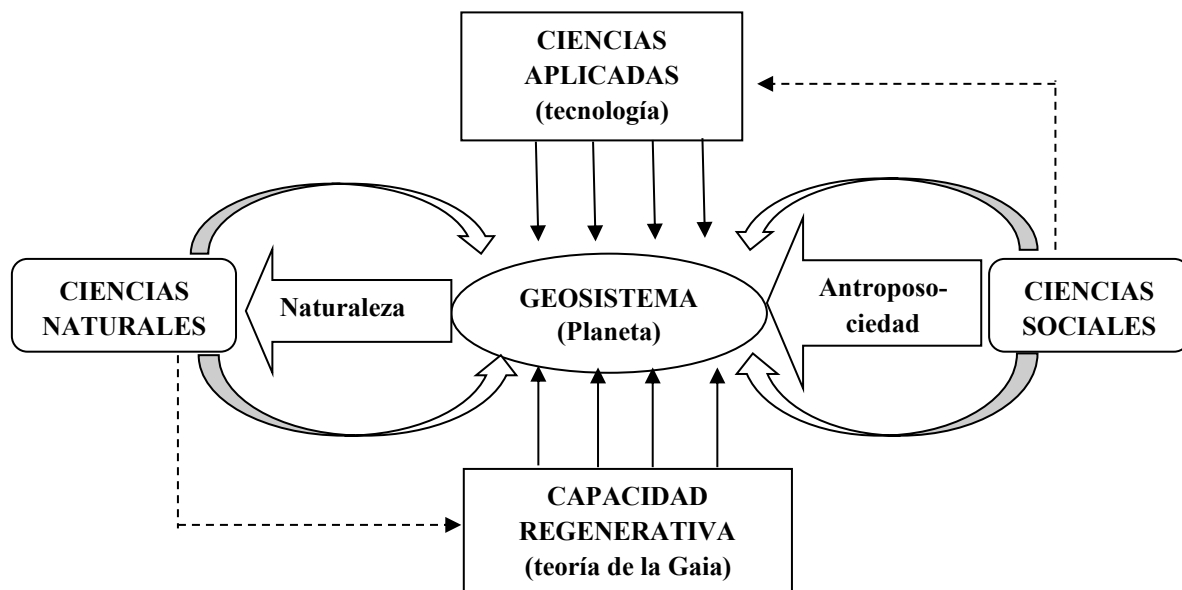 CIENCIAS
APLICADAS
(tecnología)
CIENCIAS
NATURALES
Naturaleza
GEOSISTEMA
(Planeta)
Antroposo-
ciedad
CIENCIAS
SOCIALES
CAPACIDAD
REGENERATIVA
(teoría de la Gaia)